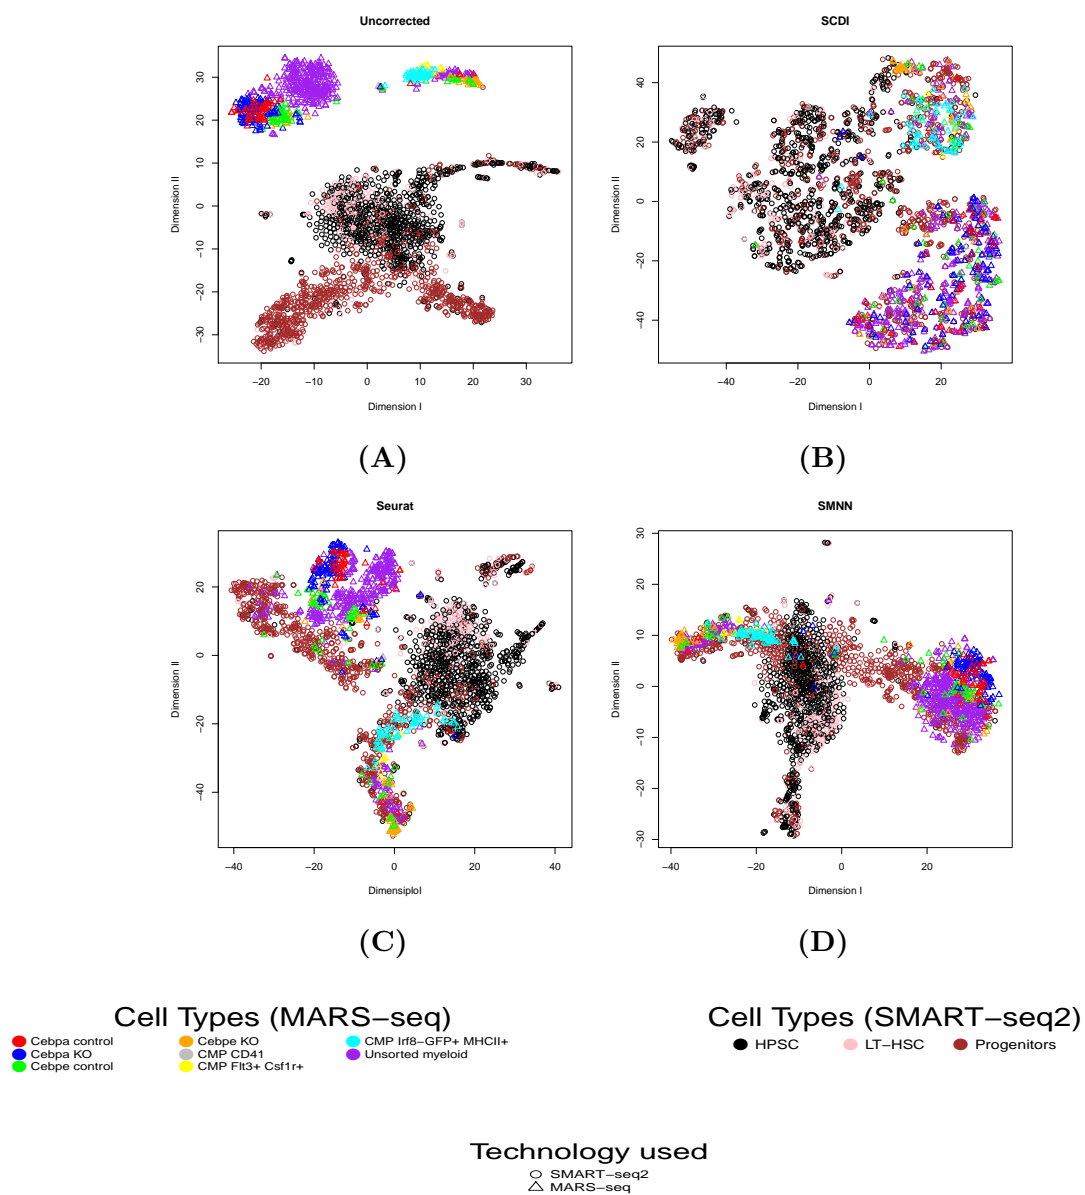 Uncorrected
SCDI
Dimension II
30
20
10
0
−10
−20
−30
−20
−10
0
10
20
30
Dimension I
Dimension II
40
20
0
−20
−40
−40
−20
0
20
Dimension I
(A)
(B)
Seurat
SMNN
Dimension II
20
0
−20
−40
−40
−20
0
20
40
Dimensiplol
Dimension II
30
20
10
0
−10
−20
−30
−40
−20
0
20
Dimension I
(C)
(D)
Cell Types (MARS−seq)
Cebpa control
Cebpa KO
Cebpe control
Cebpe KO
CMP CD41
CMP Flt3+ Csf1r+
CMP Irf8−GFP+ MHCII+
Unsorted myeloid
Cell Types (SMART−seq2)
HPSC
LT−HSC
Progenitors
Technology used
SMART−seq2
MARS−seq